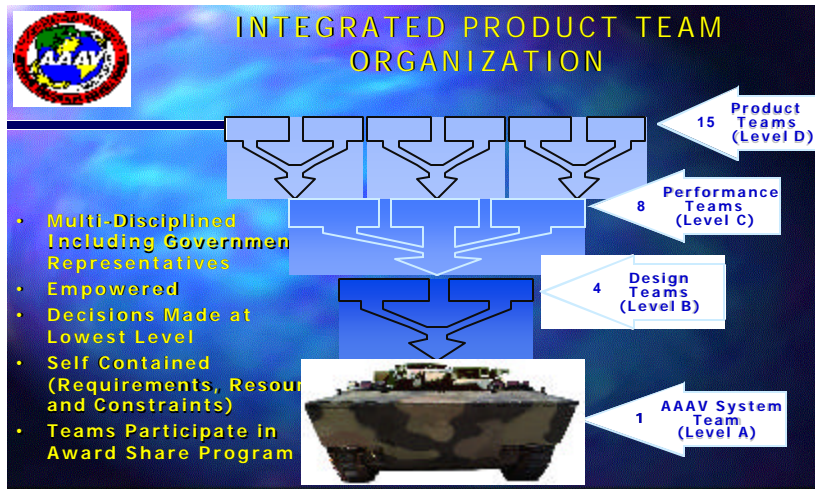 INTEGRATED PRODUCT TEAM
ORGANIZATION
AAAV
15 Product
Teams
(Level D)
8 Performance
Teams
(Level C)
4 Design
Teams
(Level B)
1 AAAV System
Team
(Level A)
• Multi-Disciplined
Including Governmen
Representatives
• Empowered
• Decisions Made at
Lowest Level
• Self Contained
(Requirements, Resour
and Constraints)
• Teams Participate in
Award Share Program